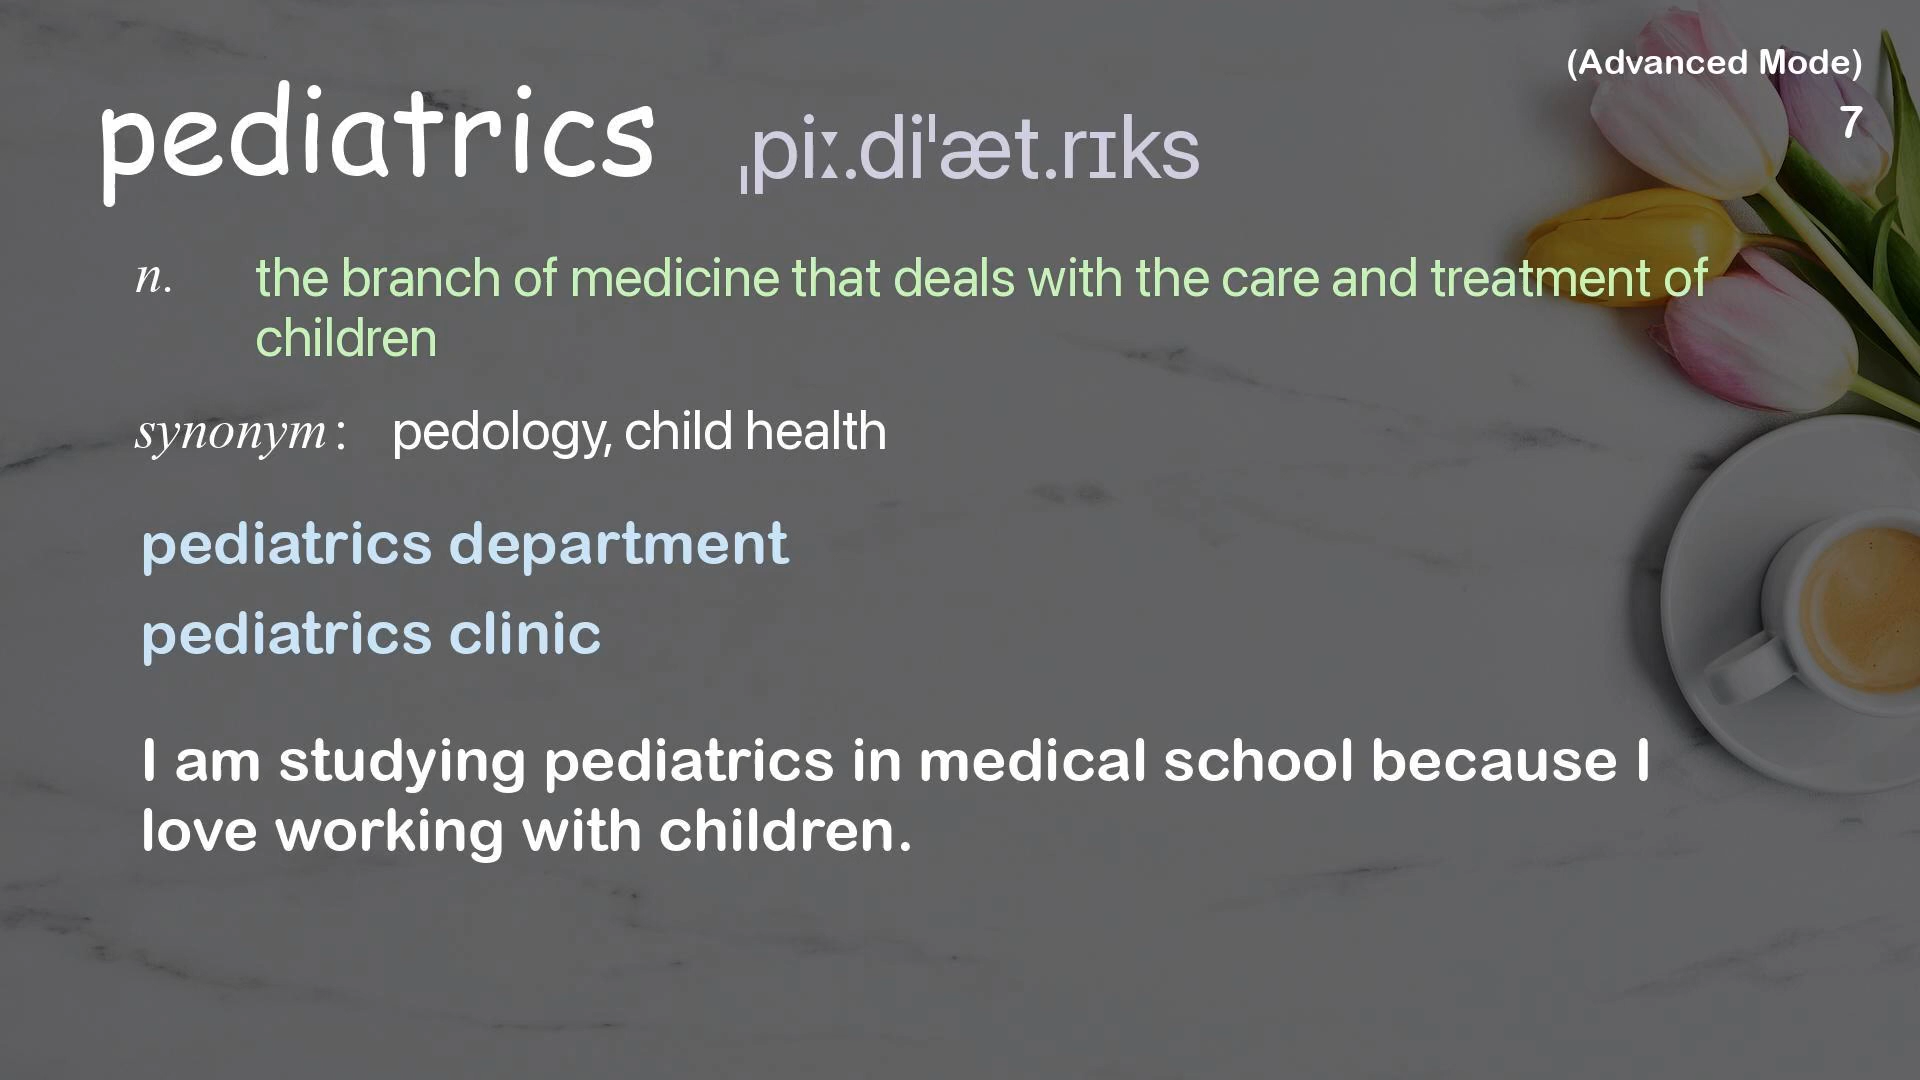 (Advanced Mode)
7
pediatrics ˌpiː.diˈæt.rɪks
n. the branch of medicine that deals with the care and treatment of
children
synonym: pedology, child health
pediatrics department
pediatrics clinic
I am studying pediatrics in medical school because I
love working with children.